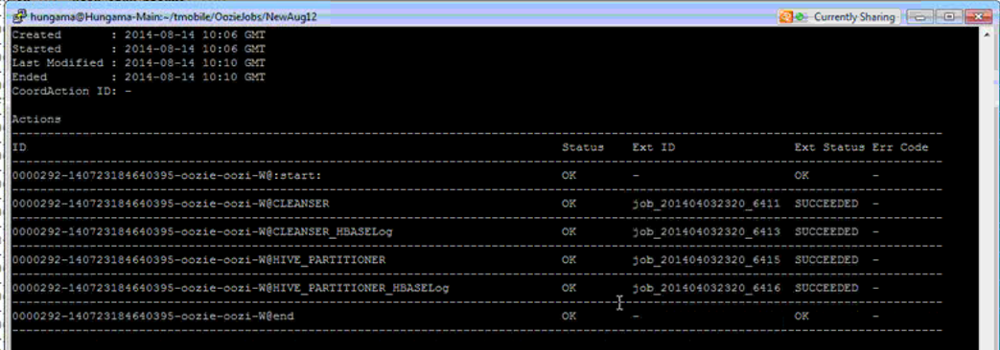 hungama@Hungama-Main:~/tmobile/OozieJobs/NewAug12 Currently Sharing
Created : 2014-08-14 10:06 GMT
Started : 2014-08-14 10:06 GMT
Last Modified : 2014-08-14 10:10 GMT
Ended : 2014-08-14 10:10 GMT
CoordAction ID: -
Actions
ID Status Ext ID Ext Status Err Code
0000292-140723184640395-oozie-oozi-W@:start: OK - OK -
0000292-140723184640395-oozie-oozi-W@CLEANSER OK job_201404032320_6411 SUCCEEDED -
0000292-140723184640395-oozie-oozi-W@CLEANSER_HBASELog OK job_201404032320_6413 SUCCEEDED -
0000292-140723184640395-oozie-oozi-W@HIVE_PARTITIONER OK job_201404032320_6415 SUCCEEDED -
0000292-140723184640395-oozie-oozi-W@HIVE_PARTITIONER_HBASELog OK job_201404032320_6416 SUCCEEDED -
0000292-140723184640395-oozie-oozi-W@end OK - OK -